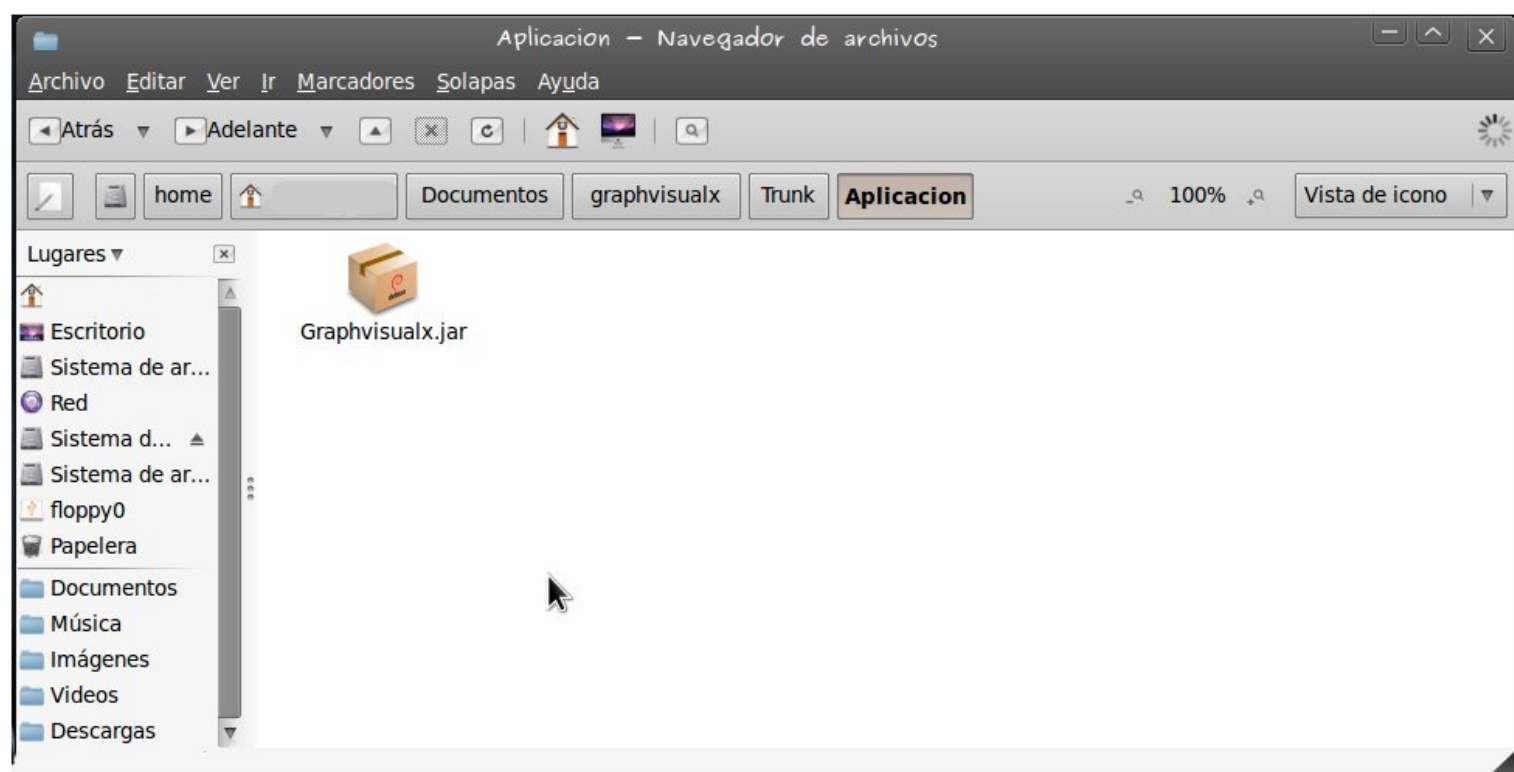 Aplicacion – Navegador de archivos
Archivo Editar Ver Ir Marcadores Solapas Ayuda
Atrás Adelante
home Documentos graphvisualx Trunk Aplicacion 100% Vista de icono
Lugares
Escritorio
Sistema de ar...
Red
Sistema d...
Sistema de ar...
floppy0
Papelera
Documentos
Música
Imágenes
Videos
Descargas
debian
Graphvisualx.jar